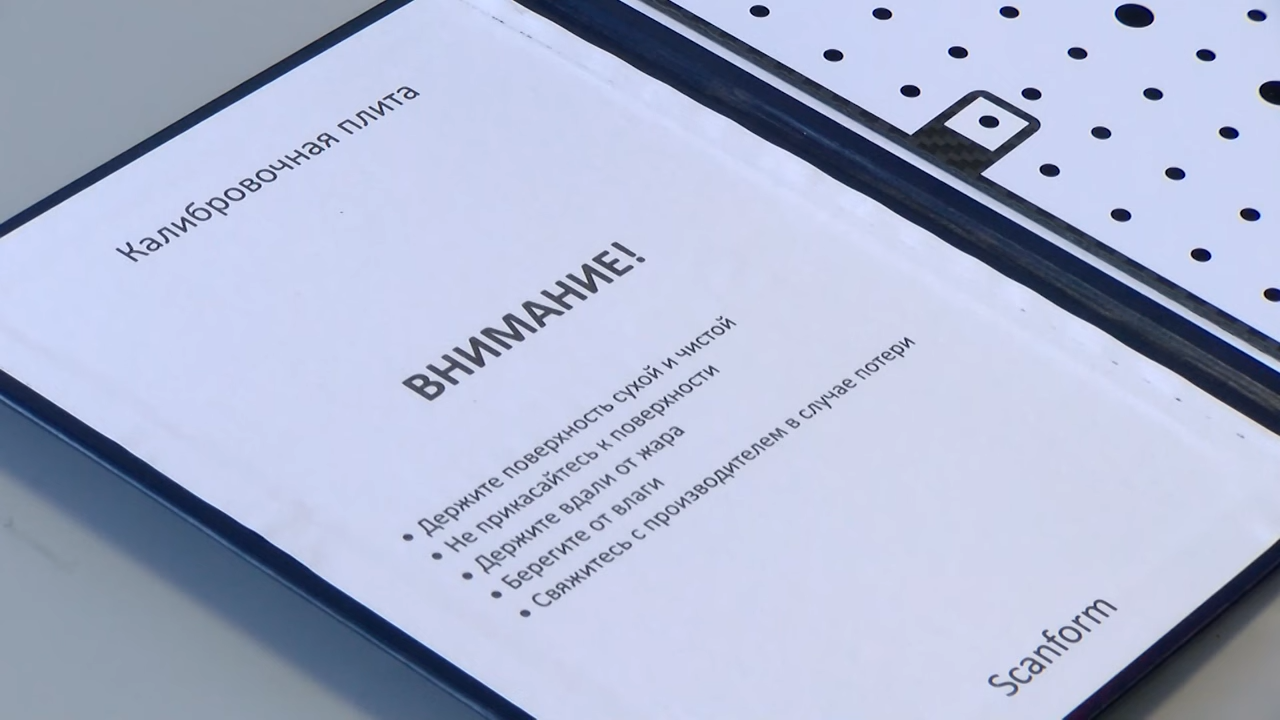 Калибровочная плита
ВНИМАНИЕ!
• Держите поверхность сухой и чистой
• Не прикасайтесь к поверхности
• Держите вдали от жара
• Берегите от влаги
• Свяжитесь с производителем в случае потери
Scanform